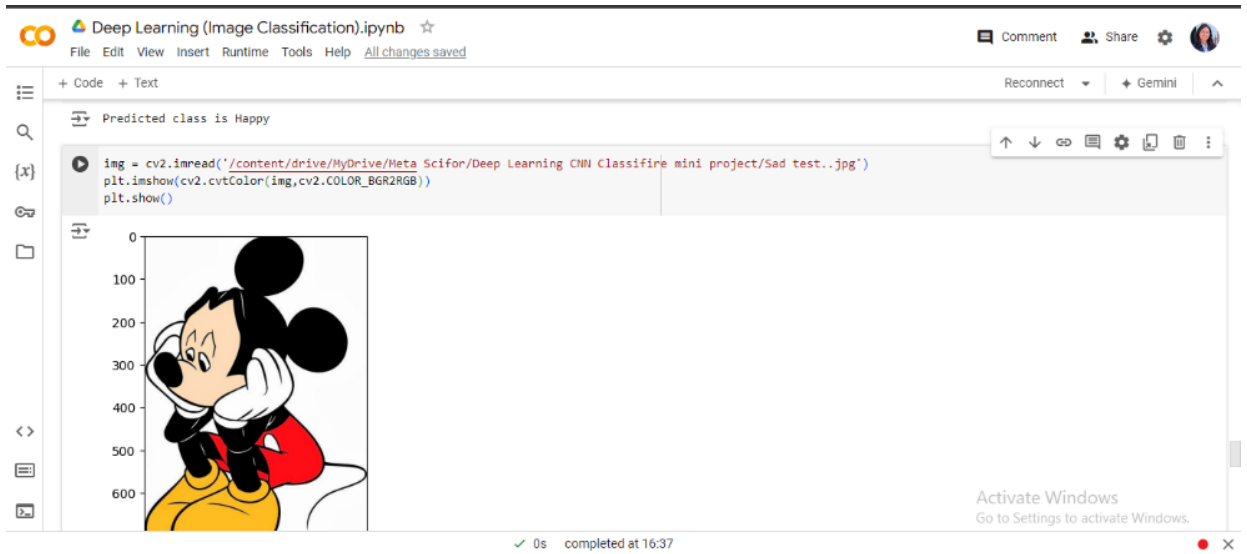 Deep Learning (Image Classification).ipynb
Comment Share
File Edit View Insert Runtime Tools Help All changes saved
+ Code + Text
Reconnect Gemini
Predicted class is Happy
{x}
img = cv2.imread('/content/drive/MyDrive/Meta Scifor/Deep Learning CNN Classifire mini project/Sad test..jpg')
plt.imshow(cv2.cvtColor(img,cv2.COLOR_BGR2RGB))
plt.show()
0
100
200
300
400
500
600
Activate Windows
Go to Settings to activate Windows.
0s completed at 16:37